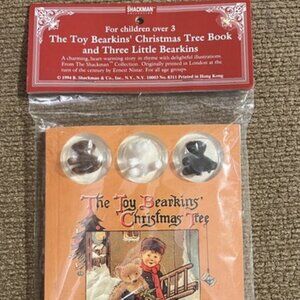 SHACKMAN
For children over 3
The Toy Bearkins' Christmas Tree Book
and Three Little Bearkins
A charming, heart warming story in rhyme with delightful illustrations
From The Shackman™ Collection. Originally printed in London at the
turn of the century by Ernest Nister. For all age groups.
© 1994 B. Shackman & Co., Inc. N.Y., N.Y. 10003 No. 6311 Printed in Hong Kong
The Toy Bearkins'
Christmas Tree